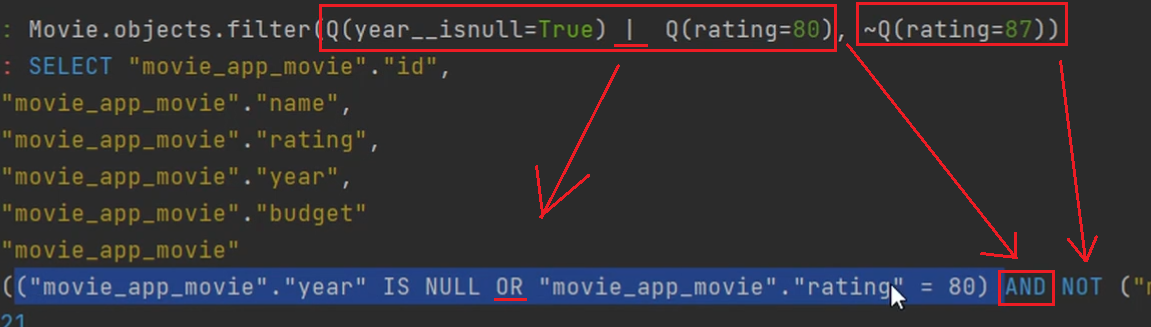 : Movie.objects.filter(Q(year__isnull=True) |  Q(rating=80), ~Q(rating=87))
: SELECT "movie_app_movie"."id",
"movie_app_movie"."name",
"movie_app_movie"."rating",
"movie_app_movie"."year",
"movie_app_movie"."budget"
"movie_app_movie"
(("movie_app_movie"."year" IS NULL OR "movie_app_movie"."rating" = 80) AND NOT ("
21